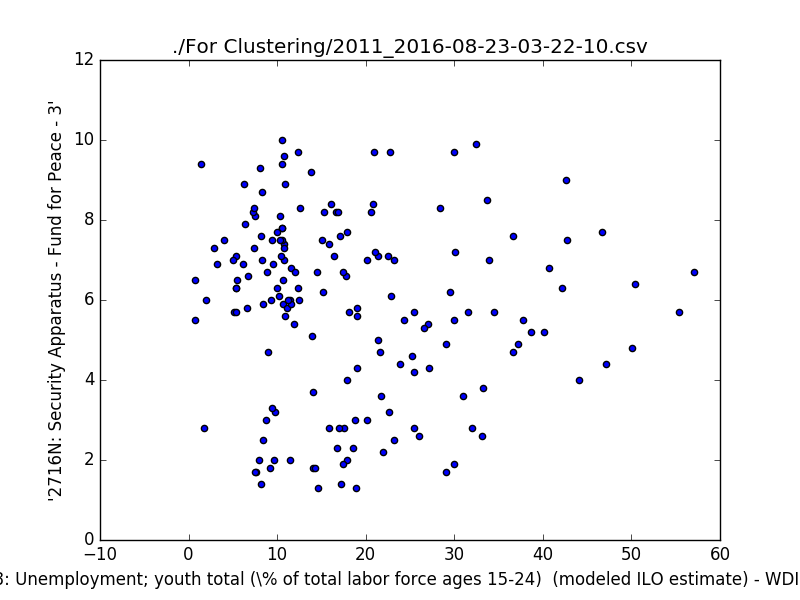 ./For Clustering/2011_2016-08-23-03-22-10.csv
12
10
8
6
4
2
0
'2716N: Security Apparatus - Fund for Peace - 3'
−10 0 10 20 30 40 50 60
: Unemployment; youth total (\% of total labor force ages 15-24) (modeled ILO estimate) - WDI